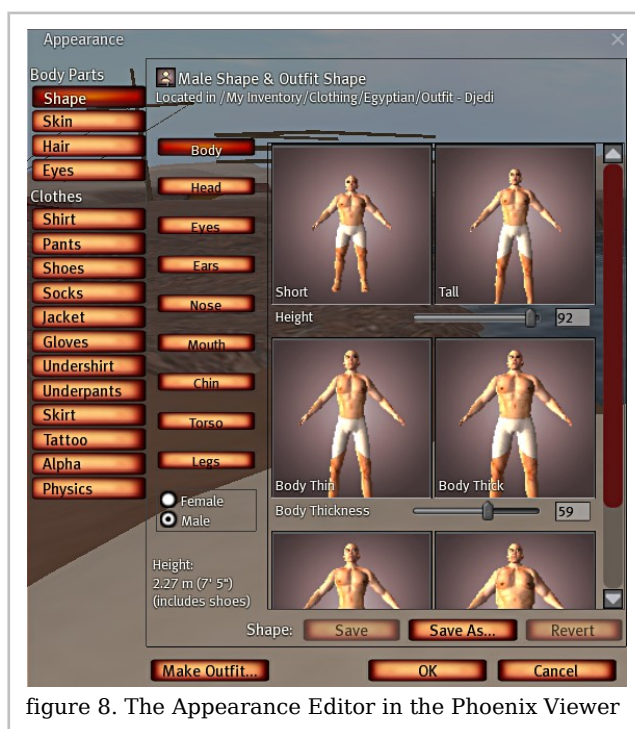 Appearance
Body Parts
Shape
Skin
Hair
Eyes
Clothes
Shirt
Pants
Shoes
Socks
Jacket
Gloves
Undershirt
Underpants
Skirt
Tattoo
Alpha
Physics
Male Shape & Outfit Shape
Located in /My Inventory/Clothing/Egyptian/Outfit - Djedi
Body
Head
Eyes
Ears
Nose
Mouth
Chin
Torso
Legs
Female
Male
Height:
2.27 m (7' 5")
(includes shoes)
Short
Tall
Height 92
Body Thin
Body Thick
Body Thickness 59
Shape: Save Save As... Revert
Make Outfit... OK Cancel
figure 8. The Appearance Editor in the Phoenix Viewer